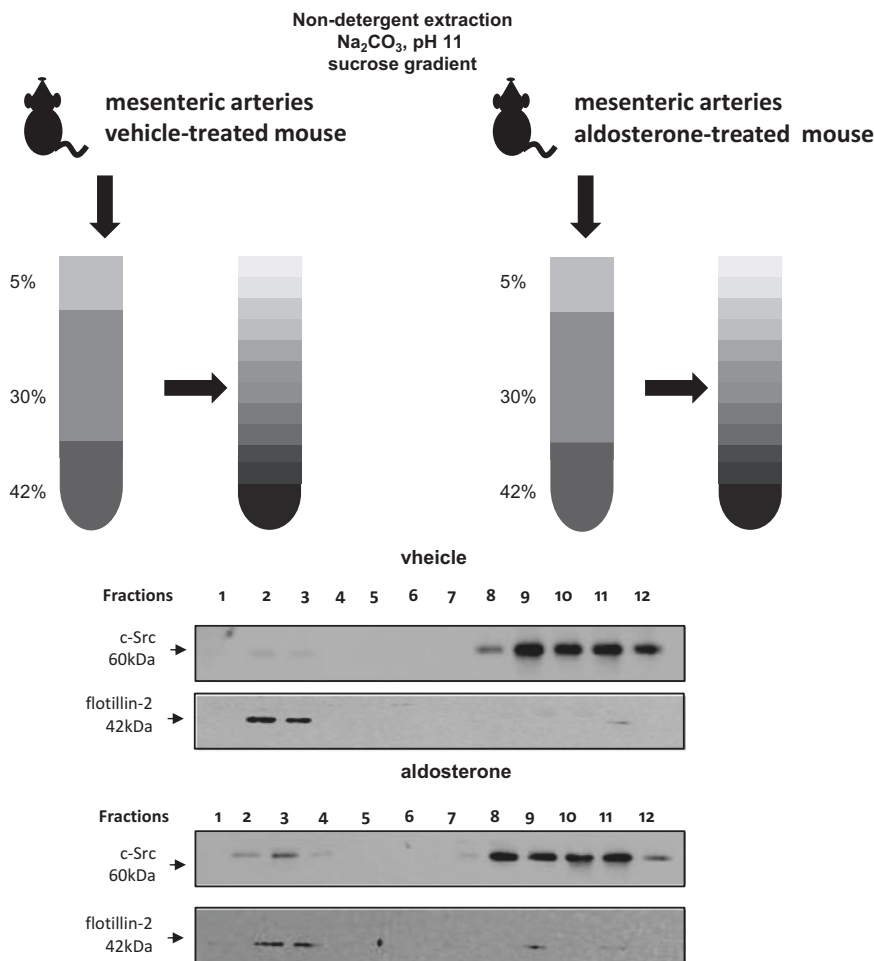 Non-detergent extraction
Na₂CO₃, pH 11
sucrose gradient
mesenteric arteries
vehicle-treated mouse
mesenteric arteries
aldosterone-treated mouse
5%
30%
42%
5%
30%
42%
vheicle
Fractions 1 2 3 4 5 6 7 8 9 10 11 12
c-Src
60kDa
flotillin-2
42kDa
aldosterone
Fractions 1 2 3 4 5 6 7 8 9 10 11 12
c-Src
60kDa
flotillin-2
42kDa